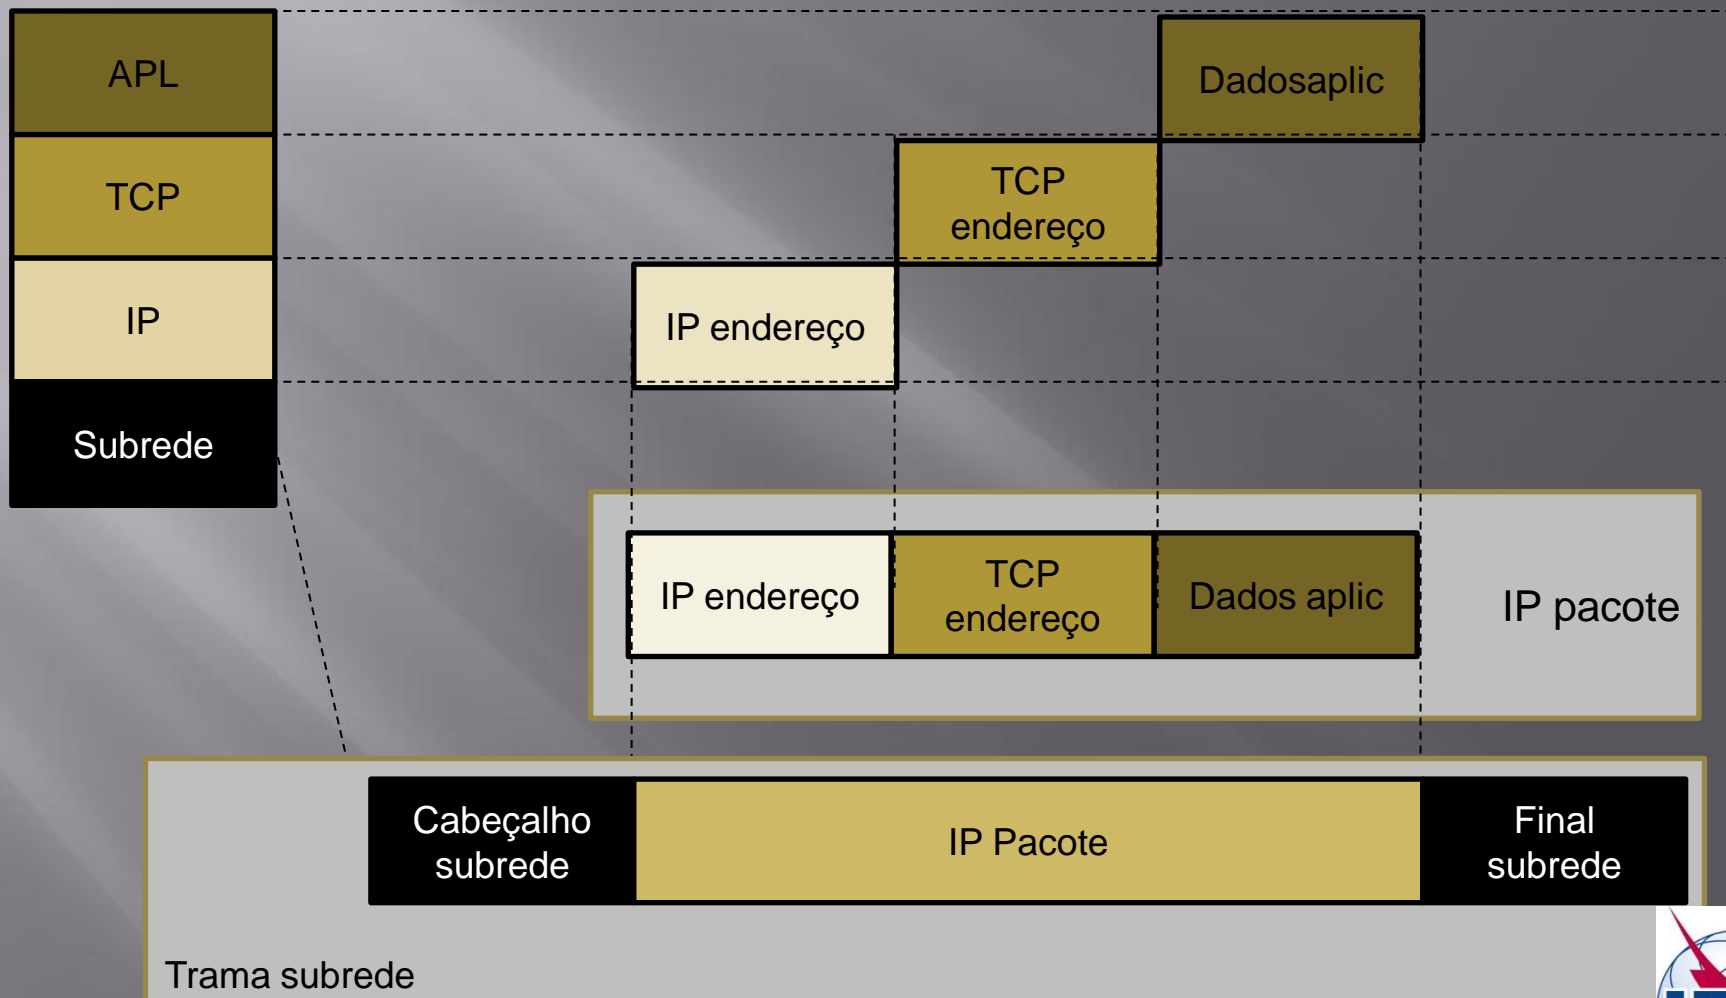 APL
Dadosaplic
TCP
TCP
endereço
IP
IP endereço
Subrede
IP endereço
TCP
endereço
Dados aplic
IP pacote
Cabeçalho
subrede
IP Pacote
Final
subrede
Trama subrede